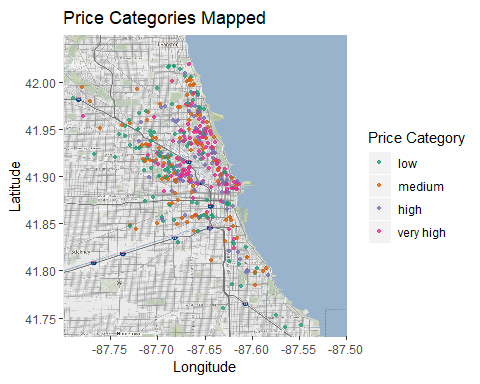 Price Categories Mapped
42.00
41.95
41.90
41.85
41.80
41.75
Latitude
-87.75
-87.70
-87.65
-87.60
-87.55
-87.50
Longitude
Price Category
low
medium
high
very high